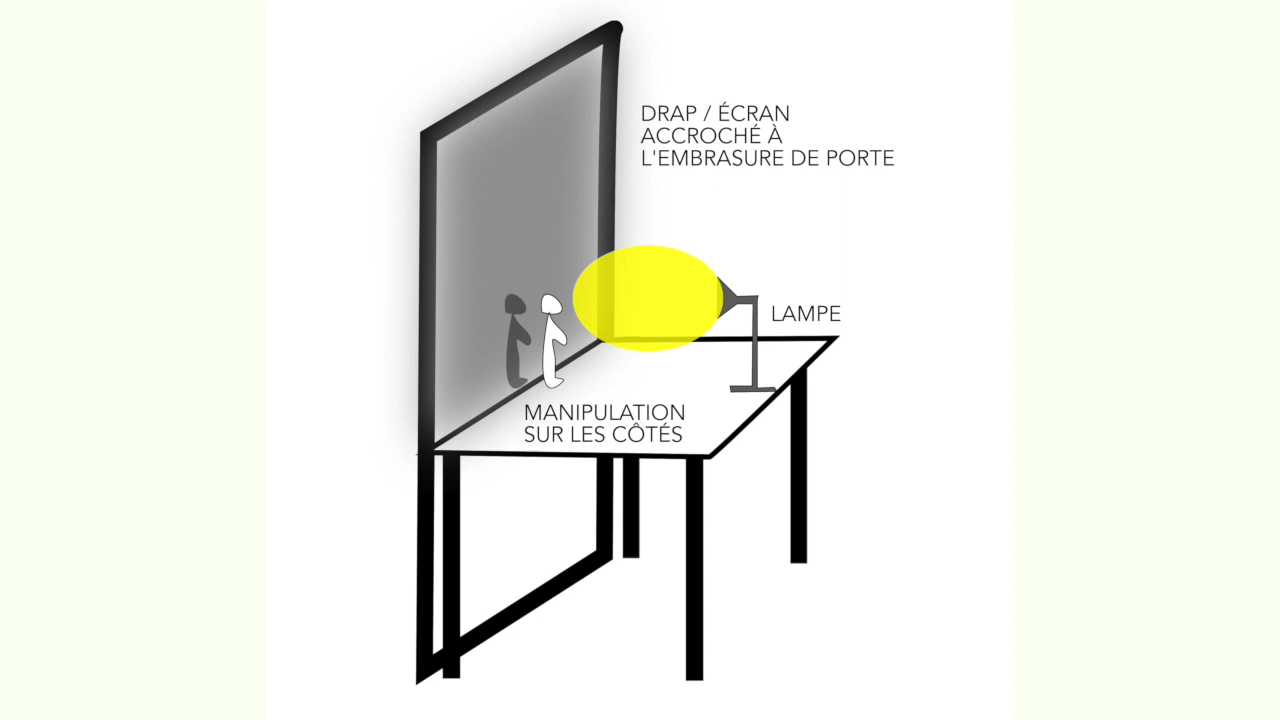 DRAP / ÉCRAN
ACCROCHÉ À
L'EMBRASURE DE PORTE
LAMPE
MANIPULATION
SUR LES CÔTÉS